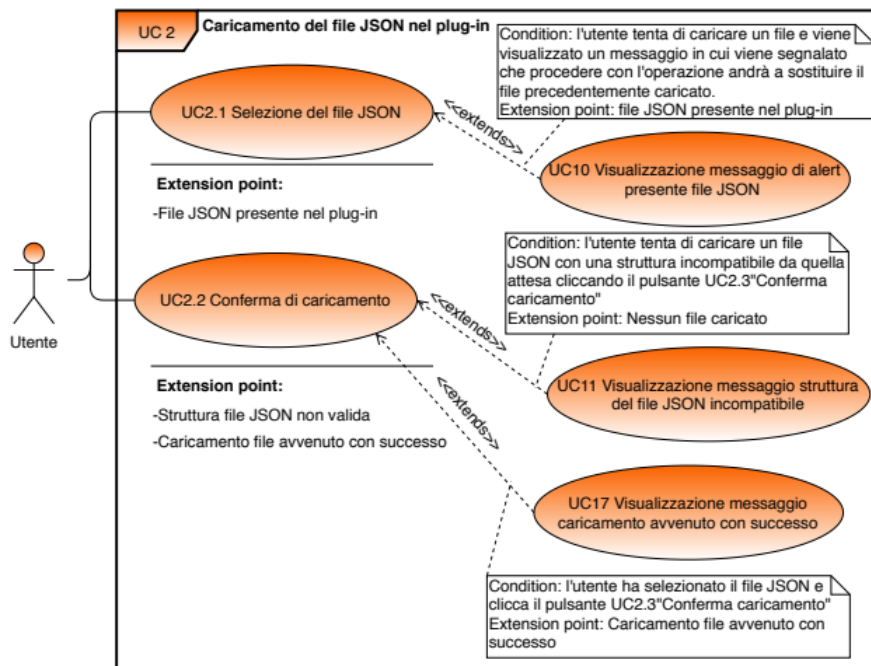 UC 2
Caricamento del file JSON nel plug-in
Condition: l'utente tenta di caricare un file e viene
visualizzato un messaggio in cui viene segnalato
che procedere con l'operazione andrà a sostituire il
file precedentemente caricato.
Extension point: file JSON presente nel plug-in
UC2.1 Selezione del file JSON
<<extends>>
UC10 Visualizzazione messaggio di alert
presente file JSON
Extension point:
-File JSON presente nel plug-in
Condition: l'utente tenta di caricare un file
JSON con una struttura incompatibile da quella
attesa cliccando il pulsante UC2.3"Conferma
caricamento"
Extension point: Nessun file caricato
Utente
UC2.2 Conferma di caricamento
<<extends>>
UC11 Visualizzazione messaggio struttura
del file JSON incompatibile
Extension point:
-Struttura file JSON non valida
-Caricamento file avvenuto con successo
<<extends>>
UC17 Visualizzazione messaggio
caricamento avvenuto con successo
Condition: l'utente ha selezionato il file JSON e
clicca il pulsante UC2.3"Conferma caricamento"
Extension point: Caricamento file avvenuto con
successo